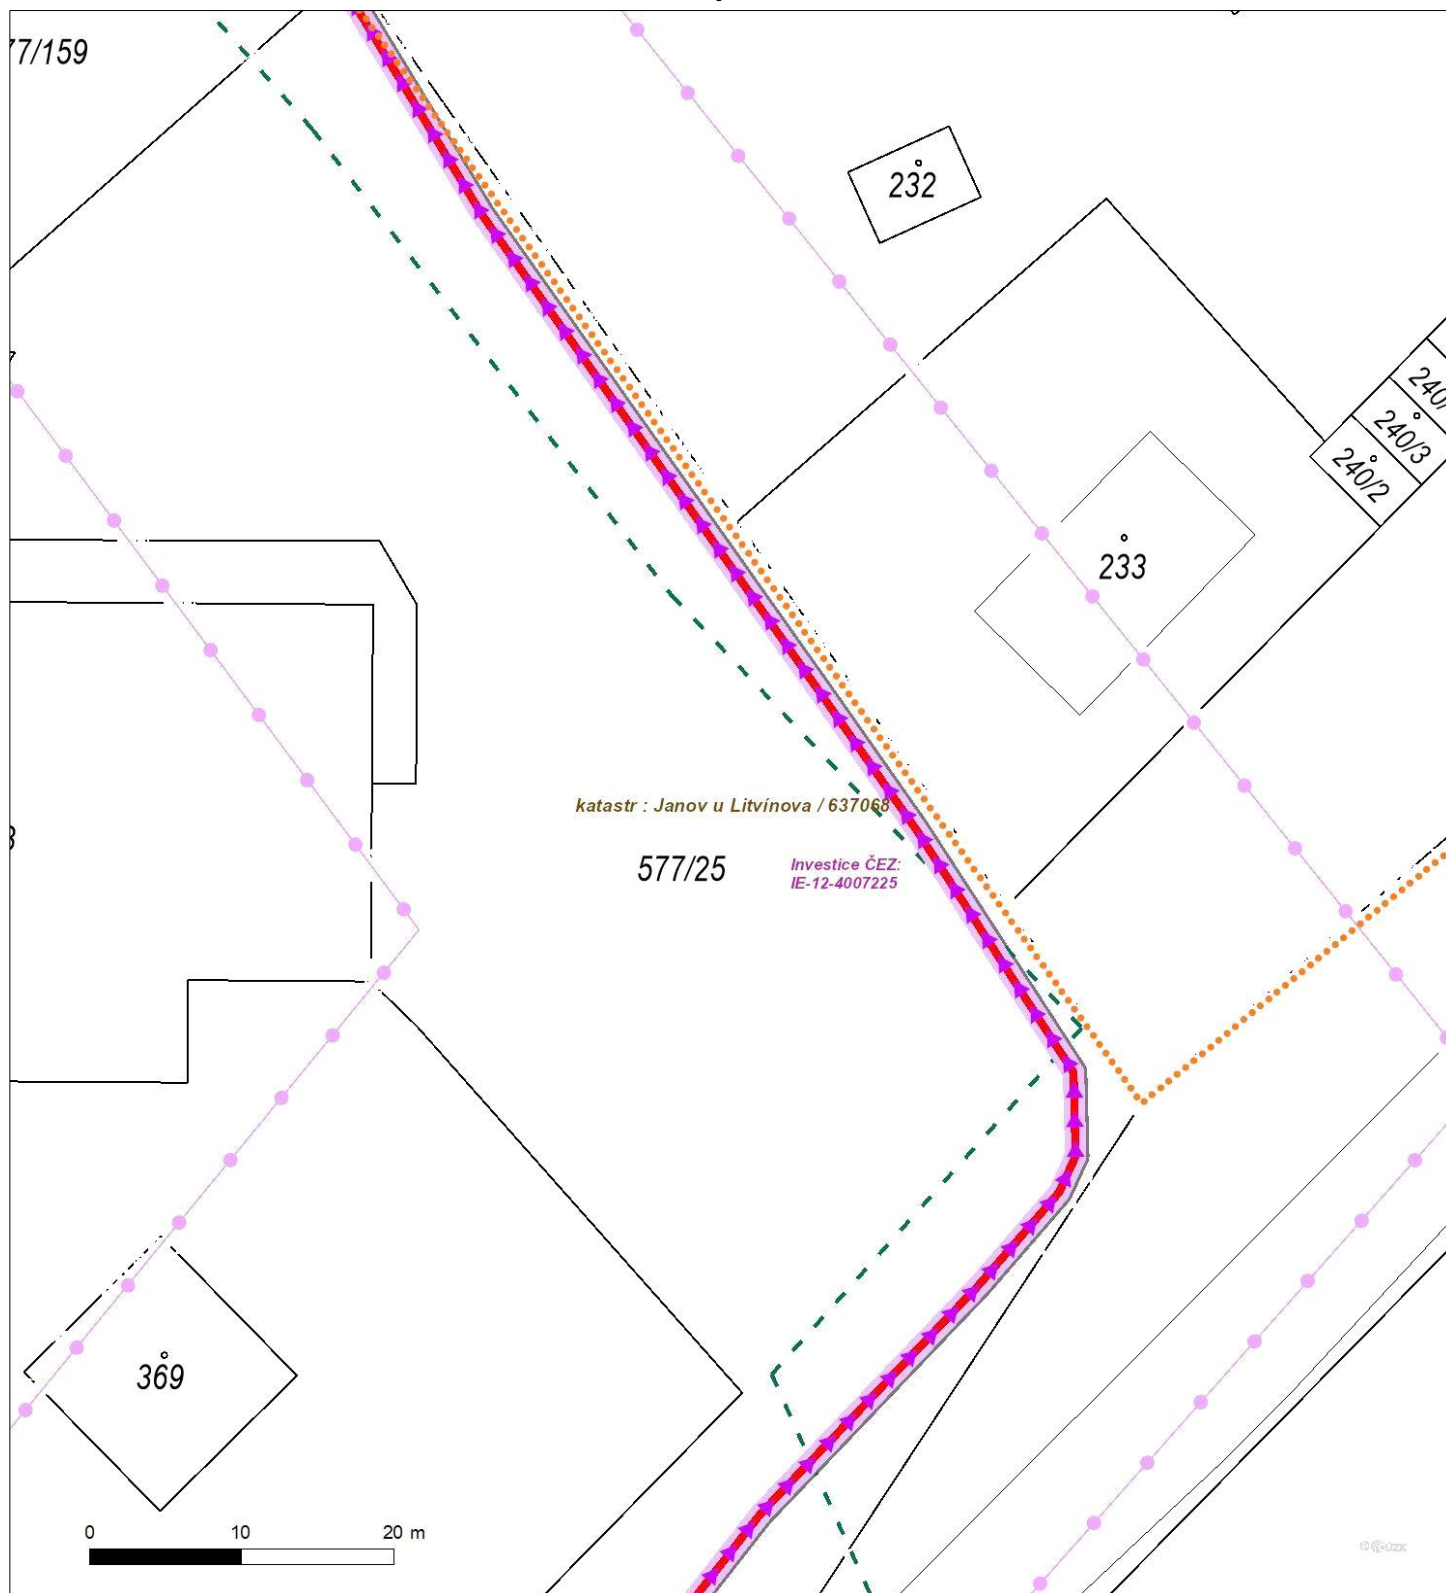 77/159
232
240/3
240/2
233
katastr : Janov u Litvínova / 637068
577/25
Investice ČEZ:
IE-12-4007225
369
0 10 20 m
© ČÚZK